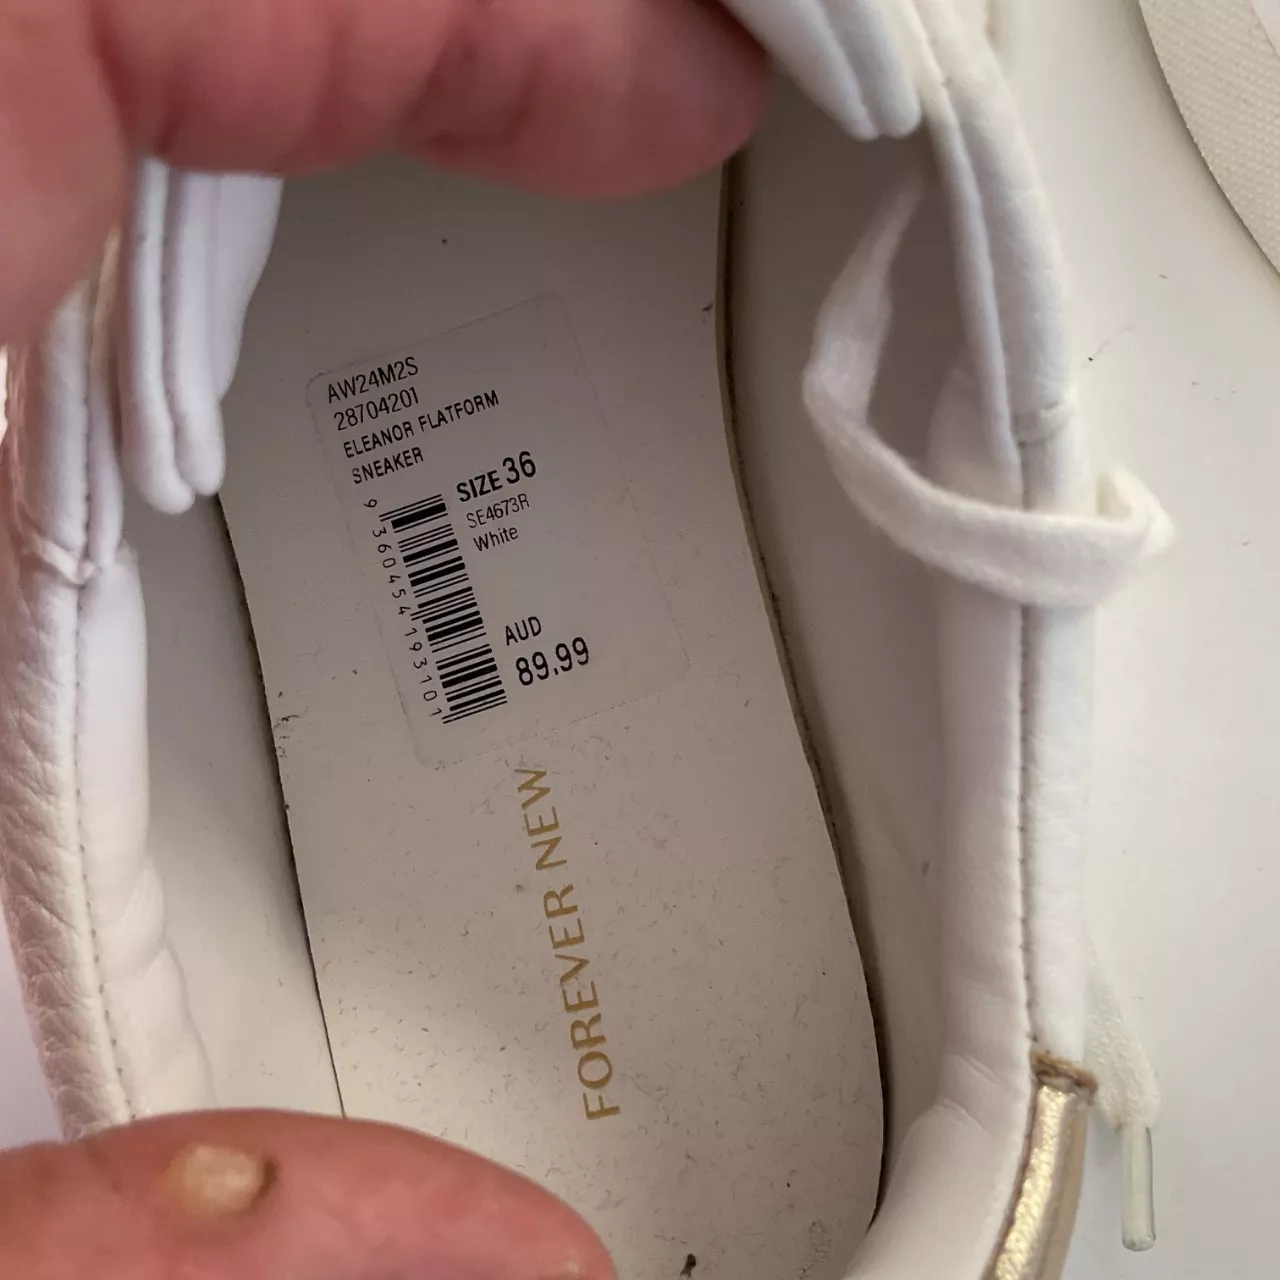 AW24M2S
28704201
ELEANOR FLATFORM
SNEAKER
SIZE 36
SE4673R
White
9 360454 193101
AUD
89.99
FOREVER NEW